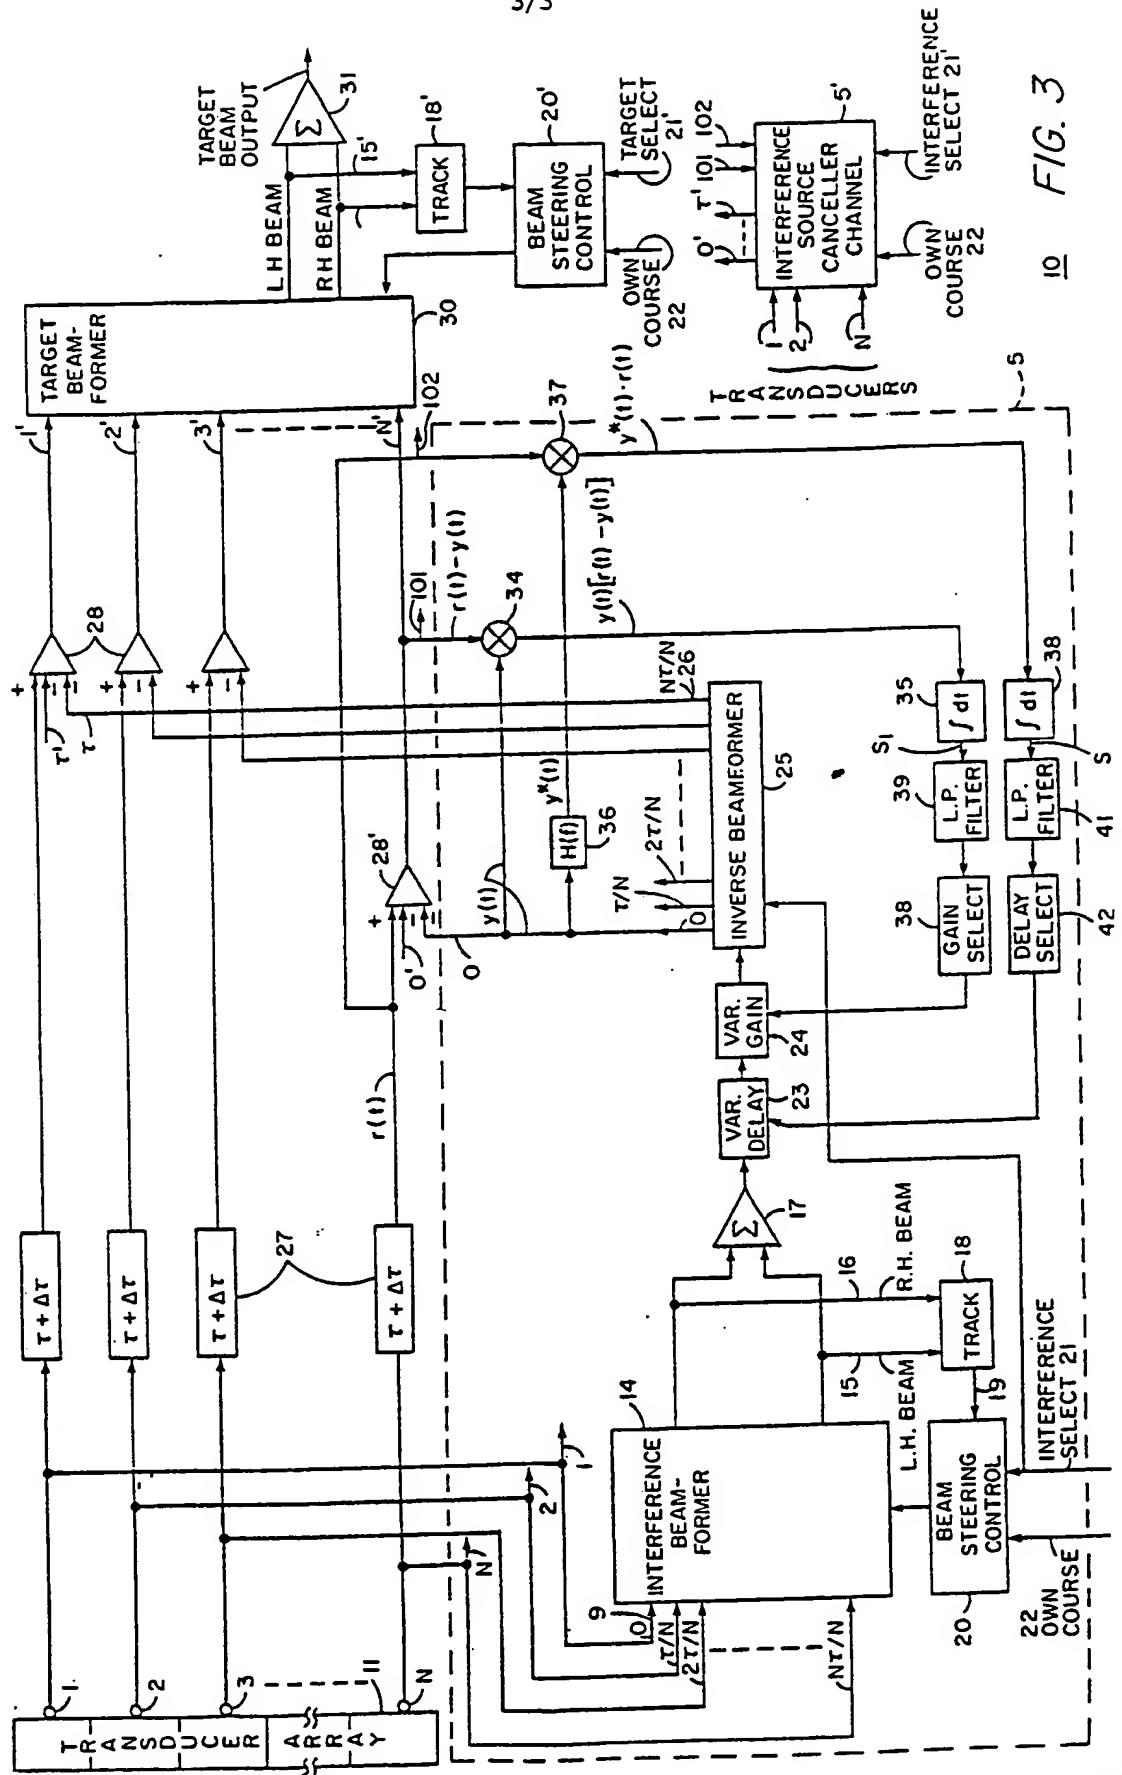 3/3
TRANSDUCER ARRAY
11
1
2
3
N
τ + Δτ
τ + Δτ
τ + Δτ
τ + Δτ
27
r(t)
+
−
−
τ'
τ
+
−
+
−
28
+
−
−
O'
O
28'
1'
2'
3'
N'
TARGET
BEAM-
FORMER
30
L H BEAM
R H BEAM
15'
TARGET
BEAM
OUTPUT
Σ
31
TRACK
18'
BEAM
STEERING
CONTROL
20'
OWN
COURSE
22
TARGET
SELECT
21'
101
102
r(t)-y(t)
34
37
y(t)
y*(t)
H(f)
36
y(t)[r(t)-y(t)]
y*(t)·r(t)
5
1
2
N
9
O
τ/N
2τ/N
Nτ/N
INTERFERENCE
BEAM-
FORMER
14
15
L.H. BEAM
16
R.H. BEAM
TRACK
18
19
BEAM
STEERING
CONTROL
20
22
OWN
COURSE
INTERFERENCE
SELECT 21
Σ
17
VAR.
DELAY
23
VAR.
GAIN
24
INVERSE BEAMFORMER
25
O
τ/N
2τ/N
Nτ/N
26
35
∫ dt
S1
39
L.P.
FILTER
38
GAIN
SELECT
∫ dt
38
S
L.P.
FILTER
41
DELAY
SELECT
42
TRANSDUCERS
1
2
N
O'
τ'
101
102
INTERFERENCE
SOURCE
CANCELLER
CHANNEL
5'
OWN
COURSE
22
INTERFERENCE
SELECT 21'
10
FIG. 3